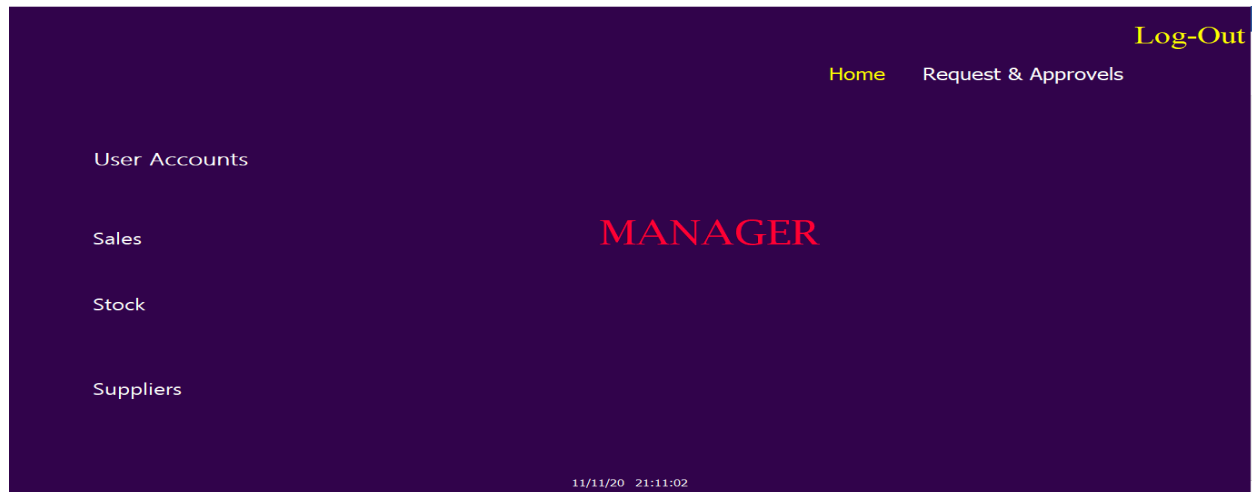 Log-Out
Home Request & Approvels
User Accounts
Sales
MANAGER
Stock
Suppliers
11/11/20 21:11:02